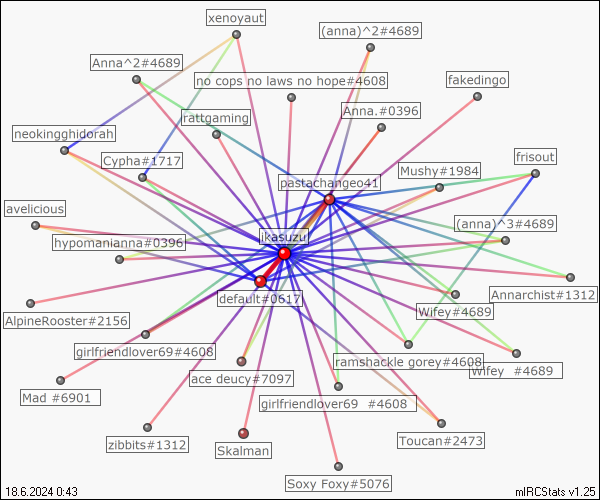 xenoyaut
(anna)^2#4689
Anna^2#4689
no cops no laws no hope#4608
fakedingo
rattgaming
Anna.#0396
neokingghidorah
Cypha#1717
frisout
Mushy#1984
pastachangeo41
avelicious
(anna)^3#4689
hypomanianna#0396
ikasuzu
Annarchist#1312
default#0617
AlpineRooster#2156
Wifey#4689
girlfriendlover69#4608
ramshackle gorey#4608
Wifey #4689
ace deucy#7097
Mad #6901
girlfriendlover69 #4608
zibbits#1312
Skalman
Toucan#2473
Soxy Foxy#5076
18.6.2024 0:43
mIRCStats v1.25